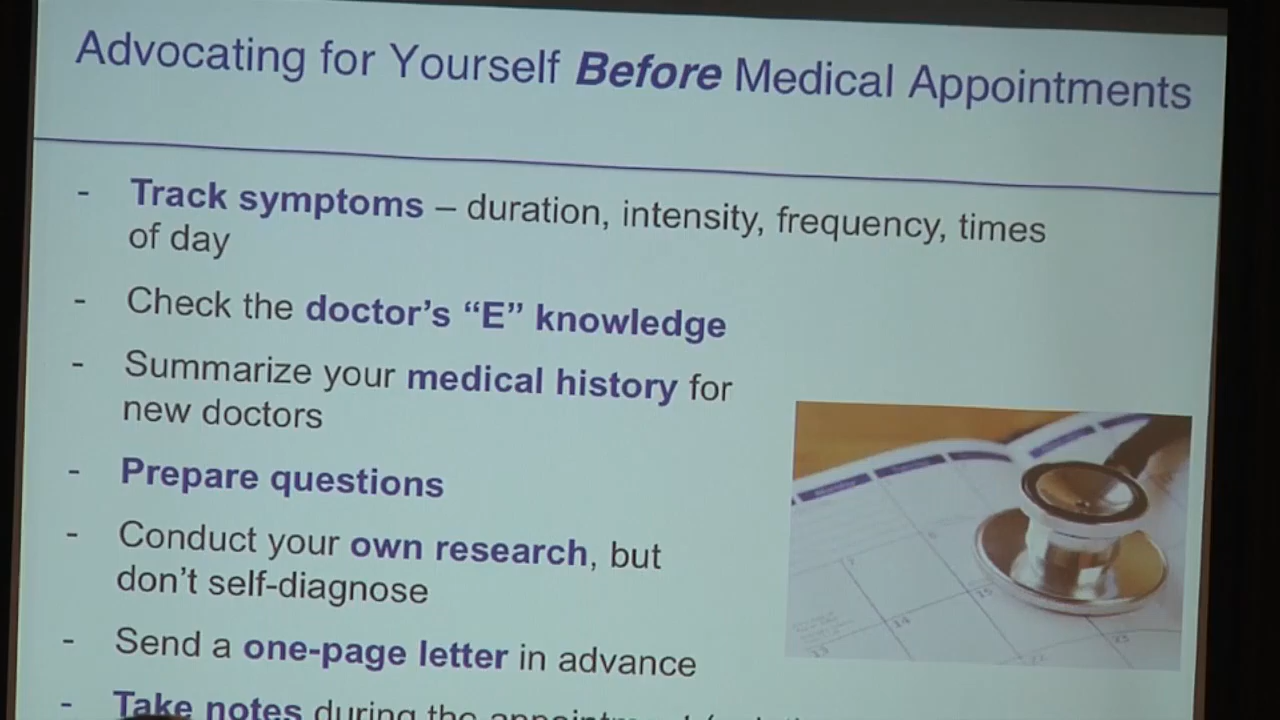 Advocating for Yourself Before Medical Appointments
- Track symptoms – duration, intensity, frequency, times
of day
- Check the doctor’s “E” knowledge
- Summarize your medical history for
new doctors
- Prepare questions
- Conduct your own research, but
don’t self-diagnose
- Send a one-page letter in advance
- Take notes during the appointment